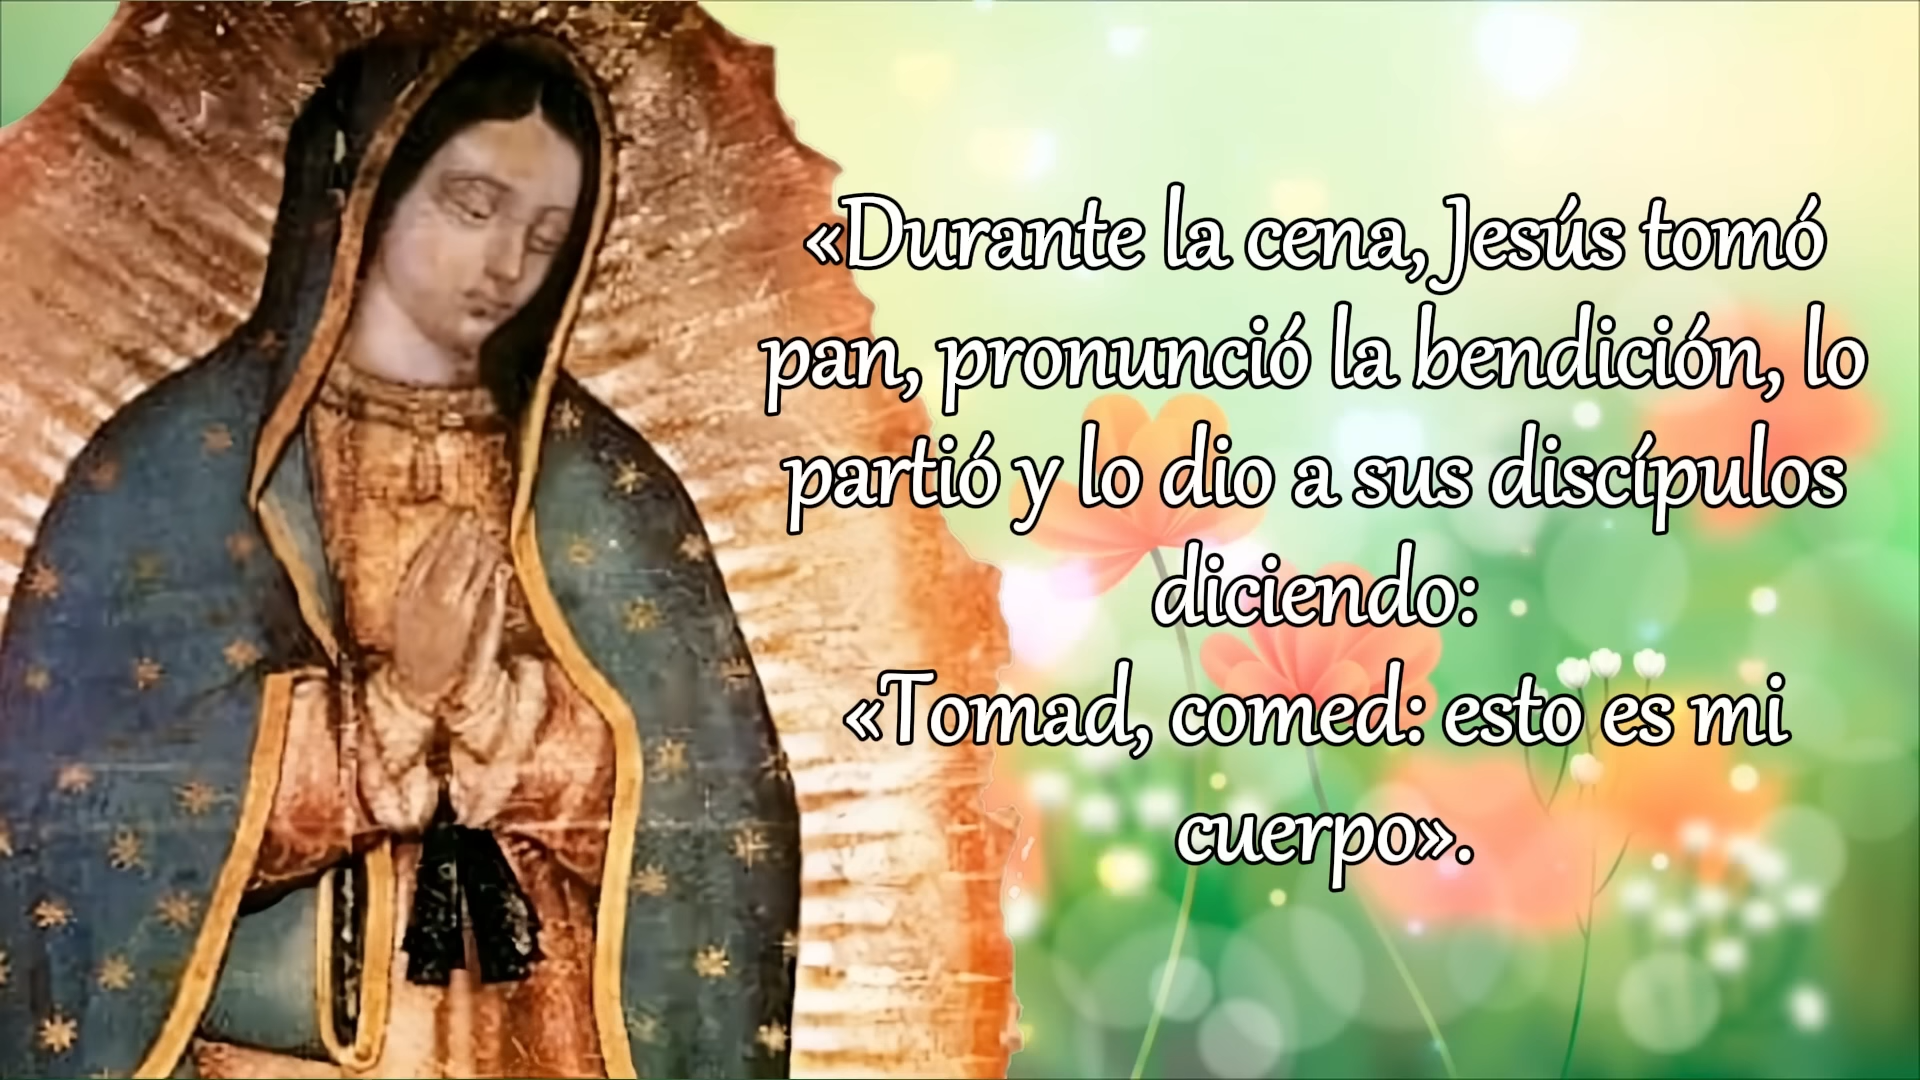 «Durante la cena, Jesús tomó
pan, pronunció la bendición, lo
partió y lo dio a sus discípulos
diciendo:
«Tomad, comed: esto es mi
cuerpo».